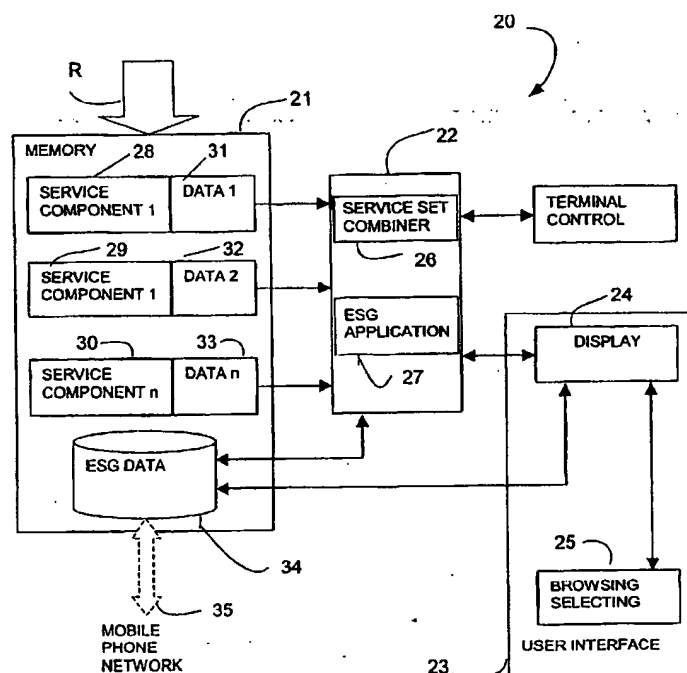 20
R
21
22
MEMORY
28
31
SERVICE
COMPONENT 1
DATA 1
SERVICE SET
COMBINER
TERMINAL
CONTROL
29
32
26
SERVICE
COMPONENT 1
DATA 2
24
ESG
APPLICATION
DISPLAY
30
33
27
SERVICE
COMPONENT n
DATA n
ESG DATA
34
25
35
BROWSING
SELECTING
MOBILE
PHONE
NETWORK
USER INTERFACE
23